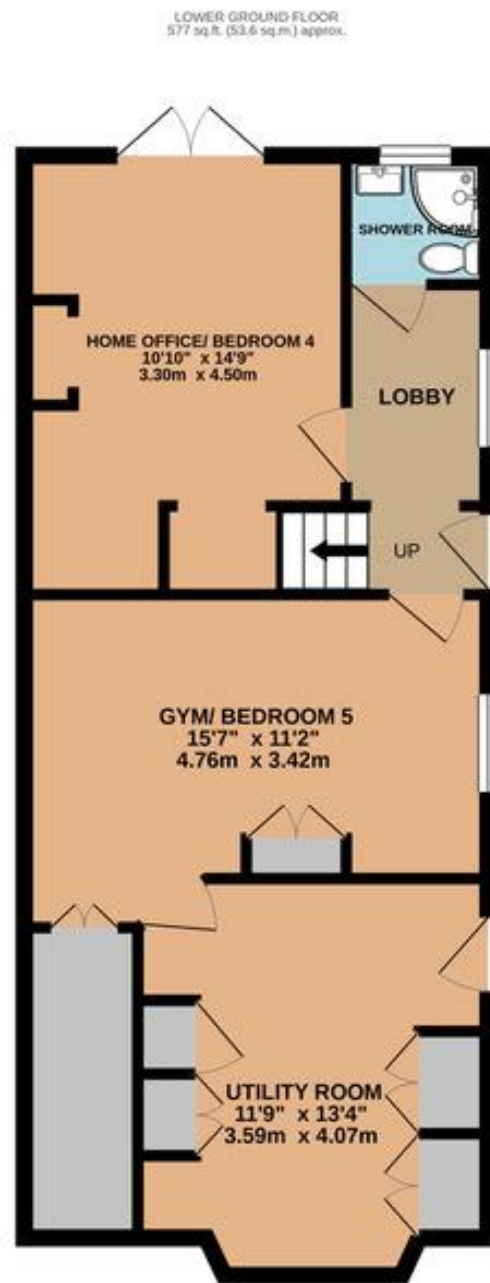 LOWER GROUND FLOOR
577 sq.ft. (53.6 sq.m.) approx.
SHOWER ROOM
HOME OFFICE/ BEDROOM 4
10'10" x 14'9"
3.30m x 4.50m
LOBBY
UP
GYM/ BEDROOM 5
15'7" x 11'2"
4.76m x 3.42m
UTILITY ROOM
11'9" x 13'4"
3.59m x 4.07m